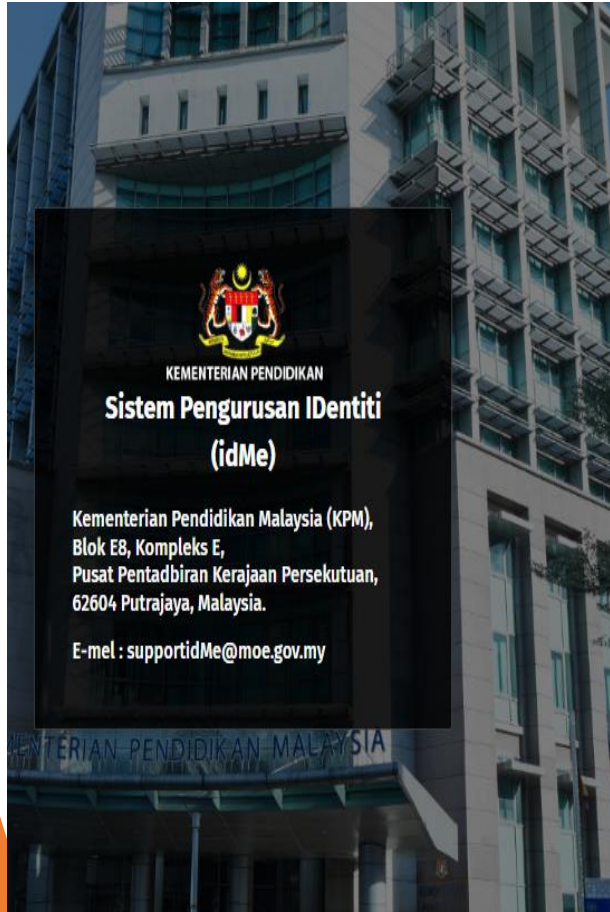 KEMENTERIAN PENDIDIKAN
Sistem Pengurusan IDentiti
(idMe)
Kementerian Pendidikan Malaysia (KPM),
Blok E8, Kompleks E,
Pusat Pentadbiran Kerajaan Persekutuan,
62604 Putrajaya, Malaysia.
E-mel : supportidMe@moe.gov.my
KEMENTERIAN PENDIDIKAN MALAYSIA